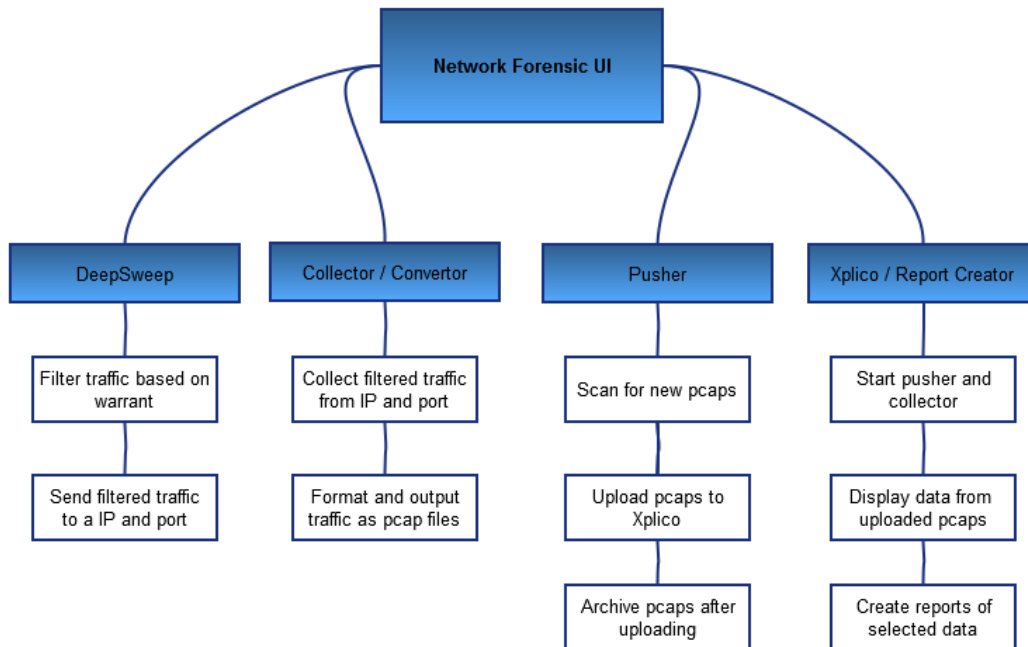 Network Forensic UI
DeepSweep
Collector / Convertor
Pusher
Xplico / Report Creator
Filter traffic based on
warrant
Collect filtered traffic
from IP and port
Scan for new pcaps
Start pusher and
collector
Send filtered traffic
to a IP and port
Format and output
traffic as pcap files
Upload pcaps to
Xplico
Display data from
uploaded pcaps
Archive pcaps after
uploading
Create reports of
selected data